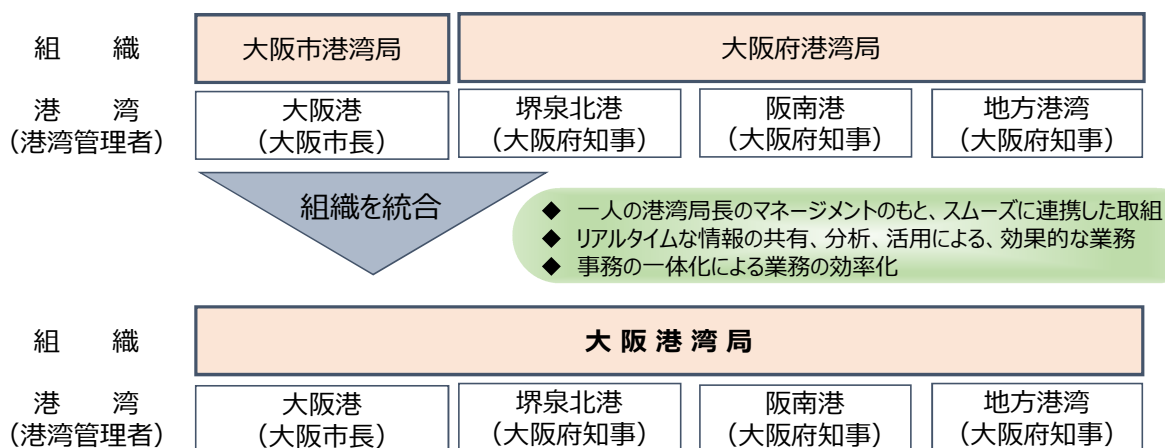 組　織　大阪市港湾局　大阪府港湾局
港　湾　大阪港　堺泉北港　阪南港　地方港湾
（港湾管理者）　（大阪市長）　（大阪府知事）　（大阪府知事）　（大阪府知事）
組織を統合
◆ 一人の港湾局長のマネージメントのもと、スムーズに連携した取組
◆ リアルタイムな情報の共有、分析、活用による、効果的な業務
◆ 事務の一体化による業務の効率化
組　織　大阪港湾局
港　湾　大阪港　堺泉北港　阪南港　地方港湾
（港湾管理者）　（大阪市長）　（大阪府知事）　（大阪府知事）　（大阪府知事）